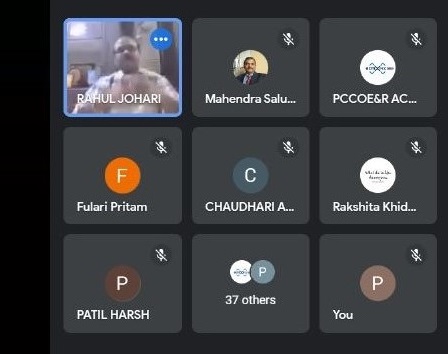 RAHUL JOHARI
Mahendra Salu...
PCCOE&R AC...
F
Fulari Pritam
C
CHAUDHARI A...
Rakshita Khid...
P
PATIL HARSH
P
37 others
P
You